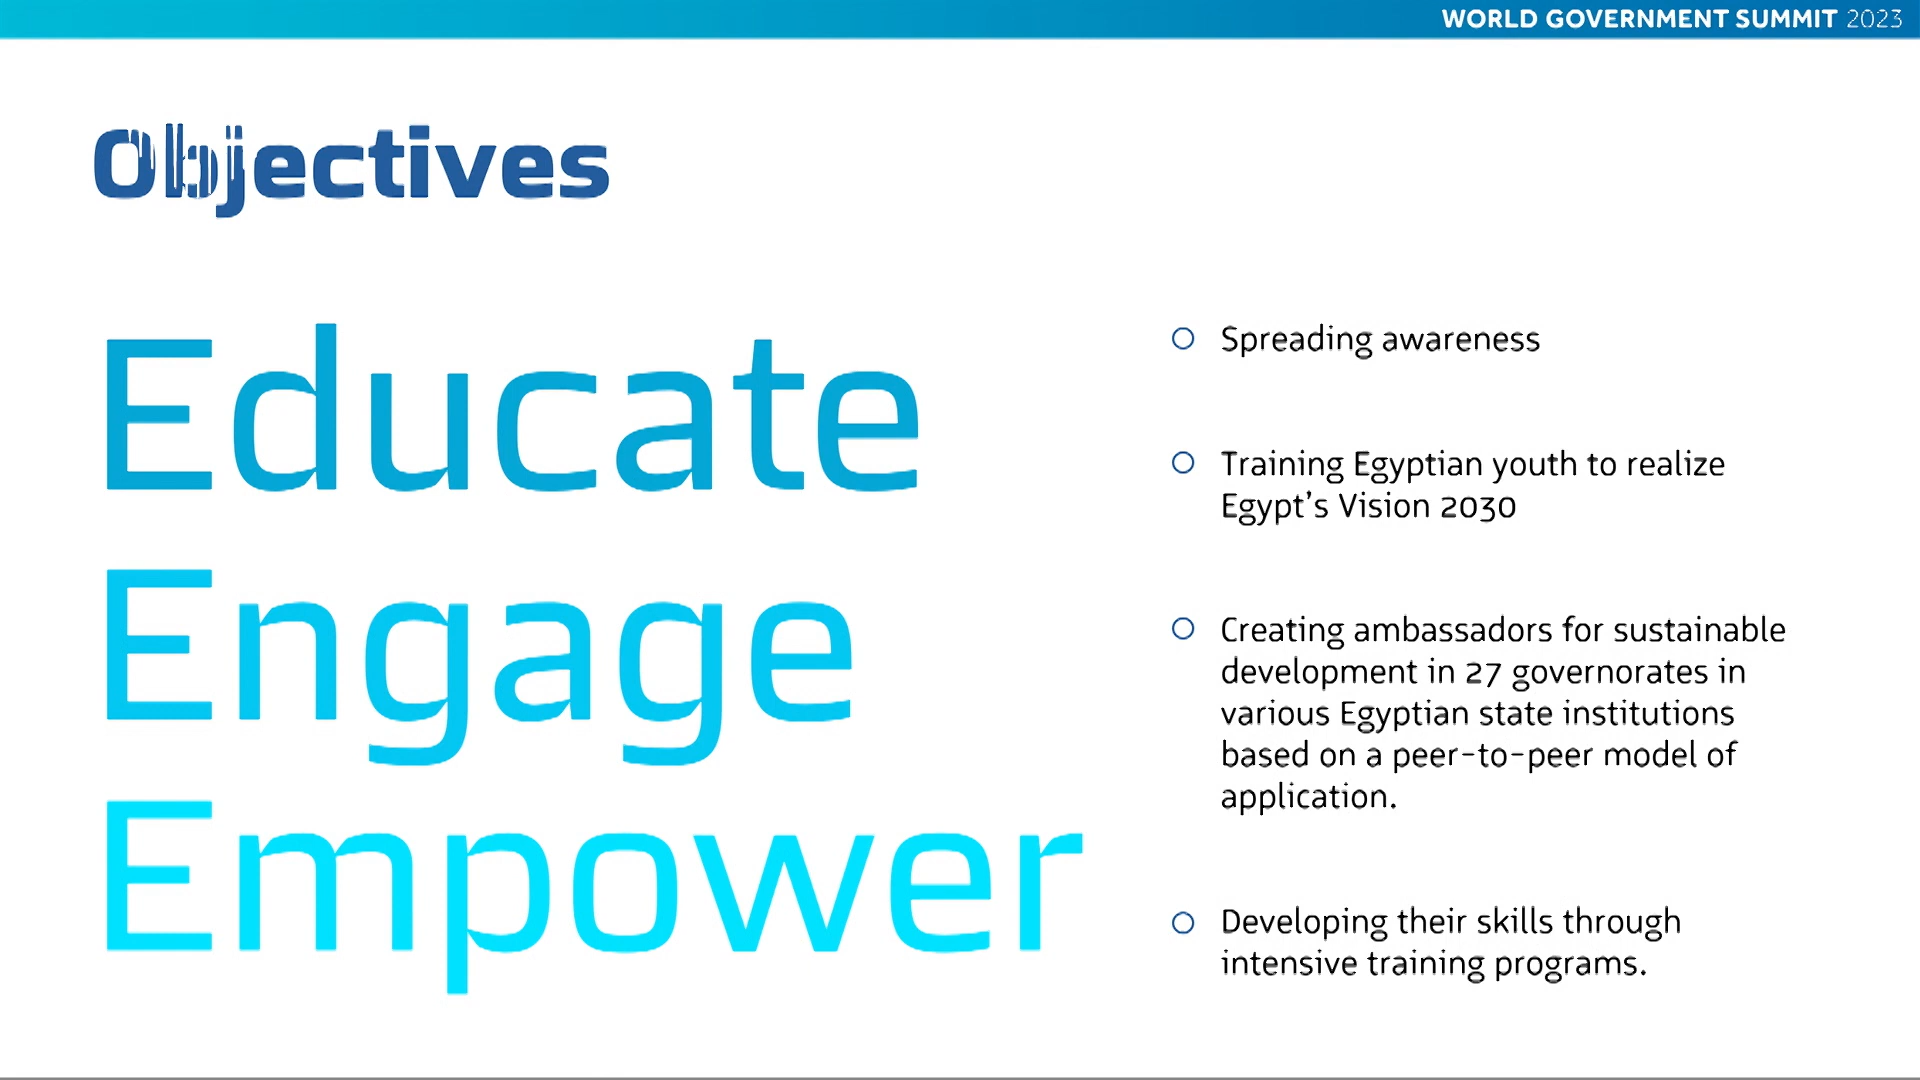 WORLD GOVERNMENT SUMMIT 2023
Objectives
Educate
Engage
Empower
Spreading awareness
Training Egyptian youth to realize
Egypt's Vision 2030
Creating ambassadors for sustainable
development in 27 governorates in
various Egyptian state institutions
based on a peer-to-peer model of
application.
Developing their skills through
intensive training programs.